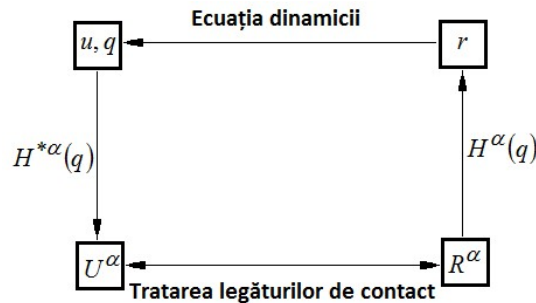 Ecuația dinamicii
u, q
r
H*α(q)
Hα(q)
Uα
Rα
Tratarea legăturilor de contact